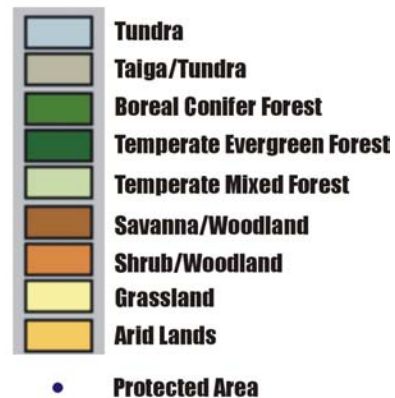 Tundra
Taiga/Tundra
Boreal Conifer Forest
Temperate Evergreen Forest
Temperate Mixed Forest
Savanna/Woodland
Shrub/Woodland
Grassland
Arid Lands
Protected Area